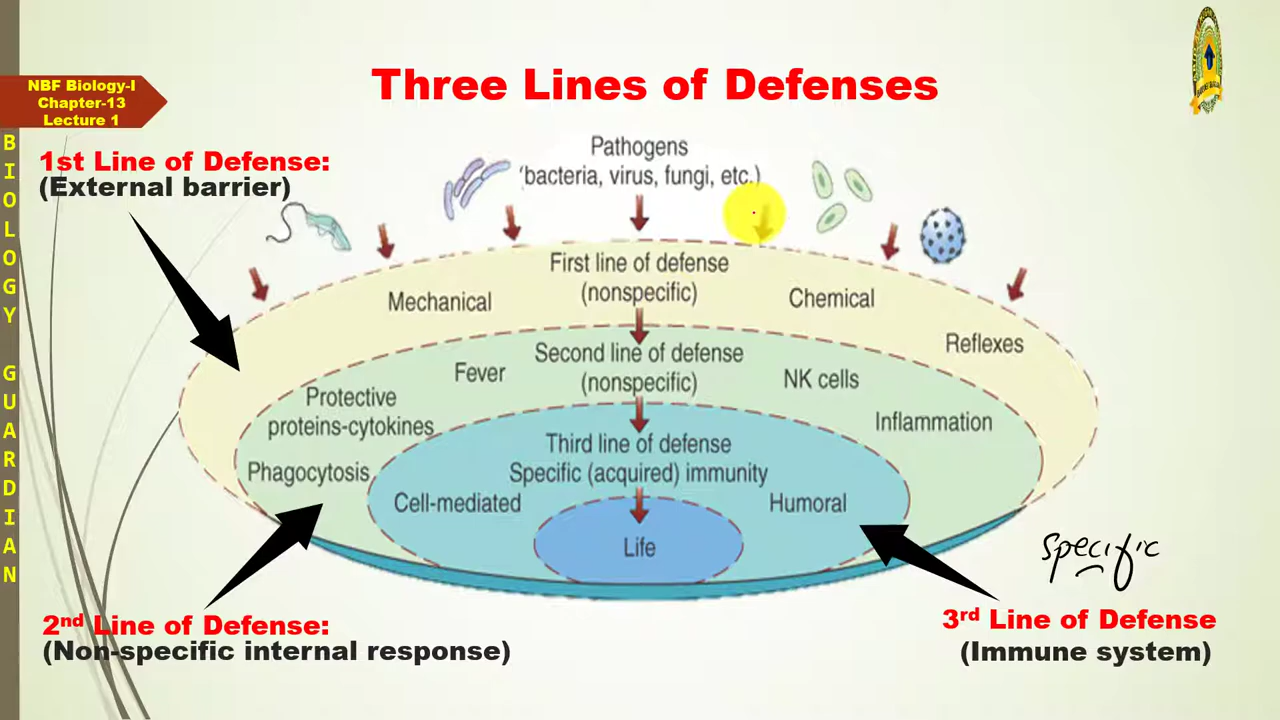 Three Lines of Defenses
NBF Biology-I
Chapter-13
Lecture 1
BIOLOGY GUARDIAN
1st Line of Defense:
(External barrier)
Pathogens
(bacteria, virus, fungi, etc.)
First line of defense
(nonspecific)
Mechanical
Chemical
Reflexes
Second line of defense
(nonspecific)
Fever
NK cells
Protective
proteins-cytokines
Inflammation
Phagocytosis
Third line of defense
Specific (acquired) immunity
Cell-mediated
Humoral
Life
specific
2nd Line of Defense:
(Non-specific internal response)
3rd Line of Defense
(Immune system)